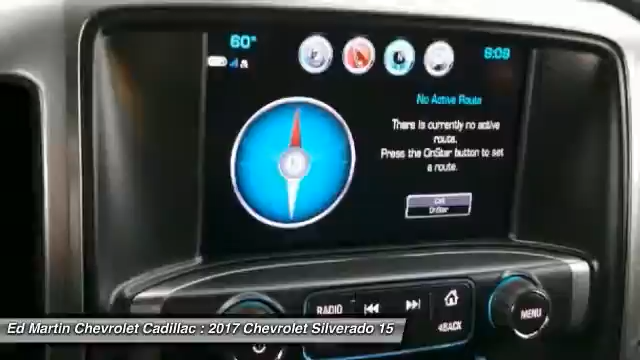 60°
8:09
No Active Route
There is currently no active
route.
Press the OnStar button to set
a route.
Call
OnStar
RADIO
BACK
MENU
Ed Martin Chevrolet Cadillac : 2017 Chevrolet Silverado 15